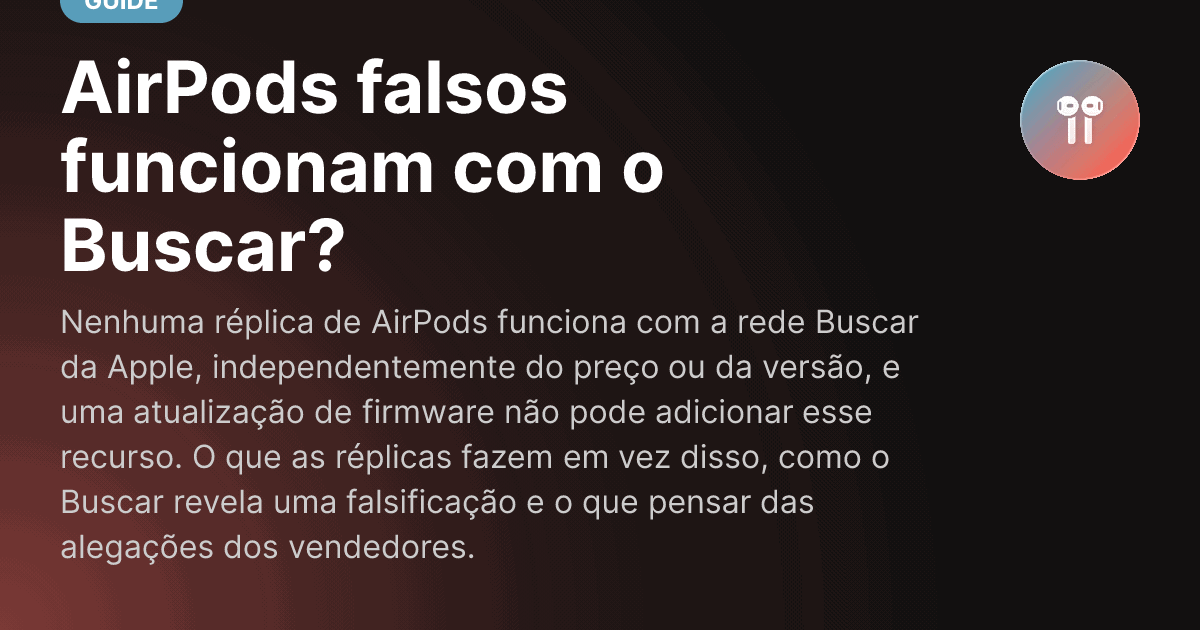 GUIDE
AirPods falsos
funcionam com o
Buscar?
Nenhuma réplica de AirPods funciona com a rede Buscar
da Apple, independentemente do preço ou da versão, e
uma atualização de firmware não pode adicionar esse
recurso. O que as réplicas fazem em vez disso, como o
Buscar revela uma falsificação e o que pensar das
alegações dos vendedores.